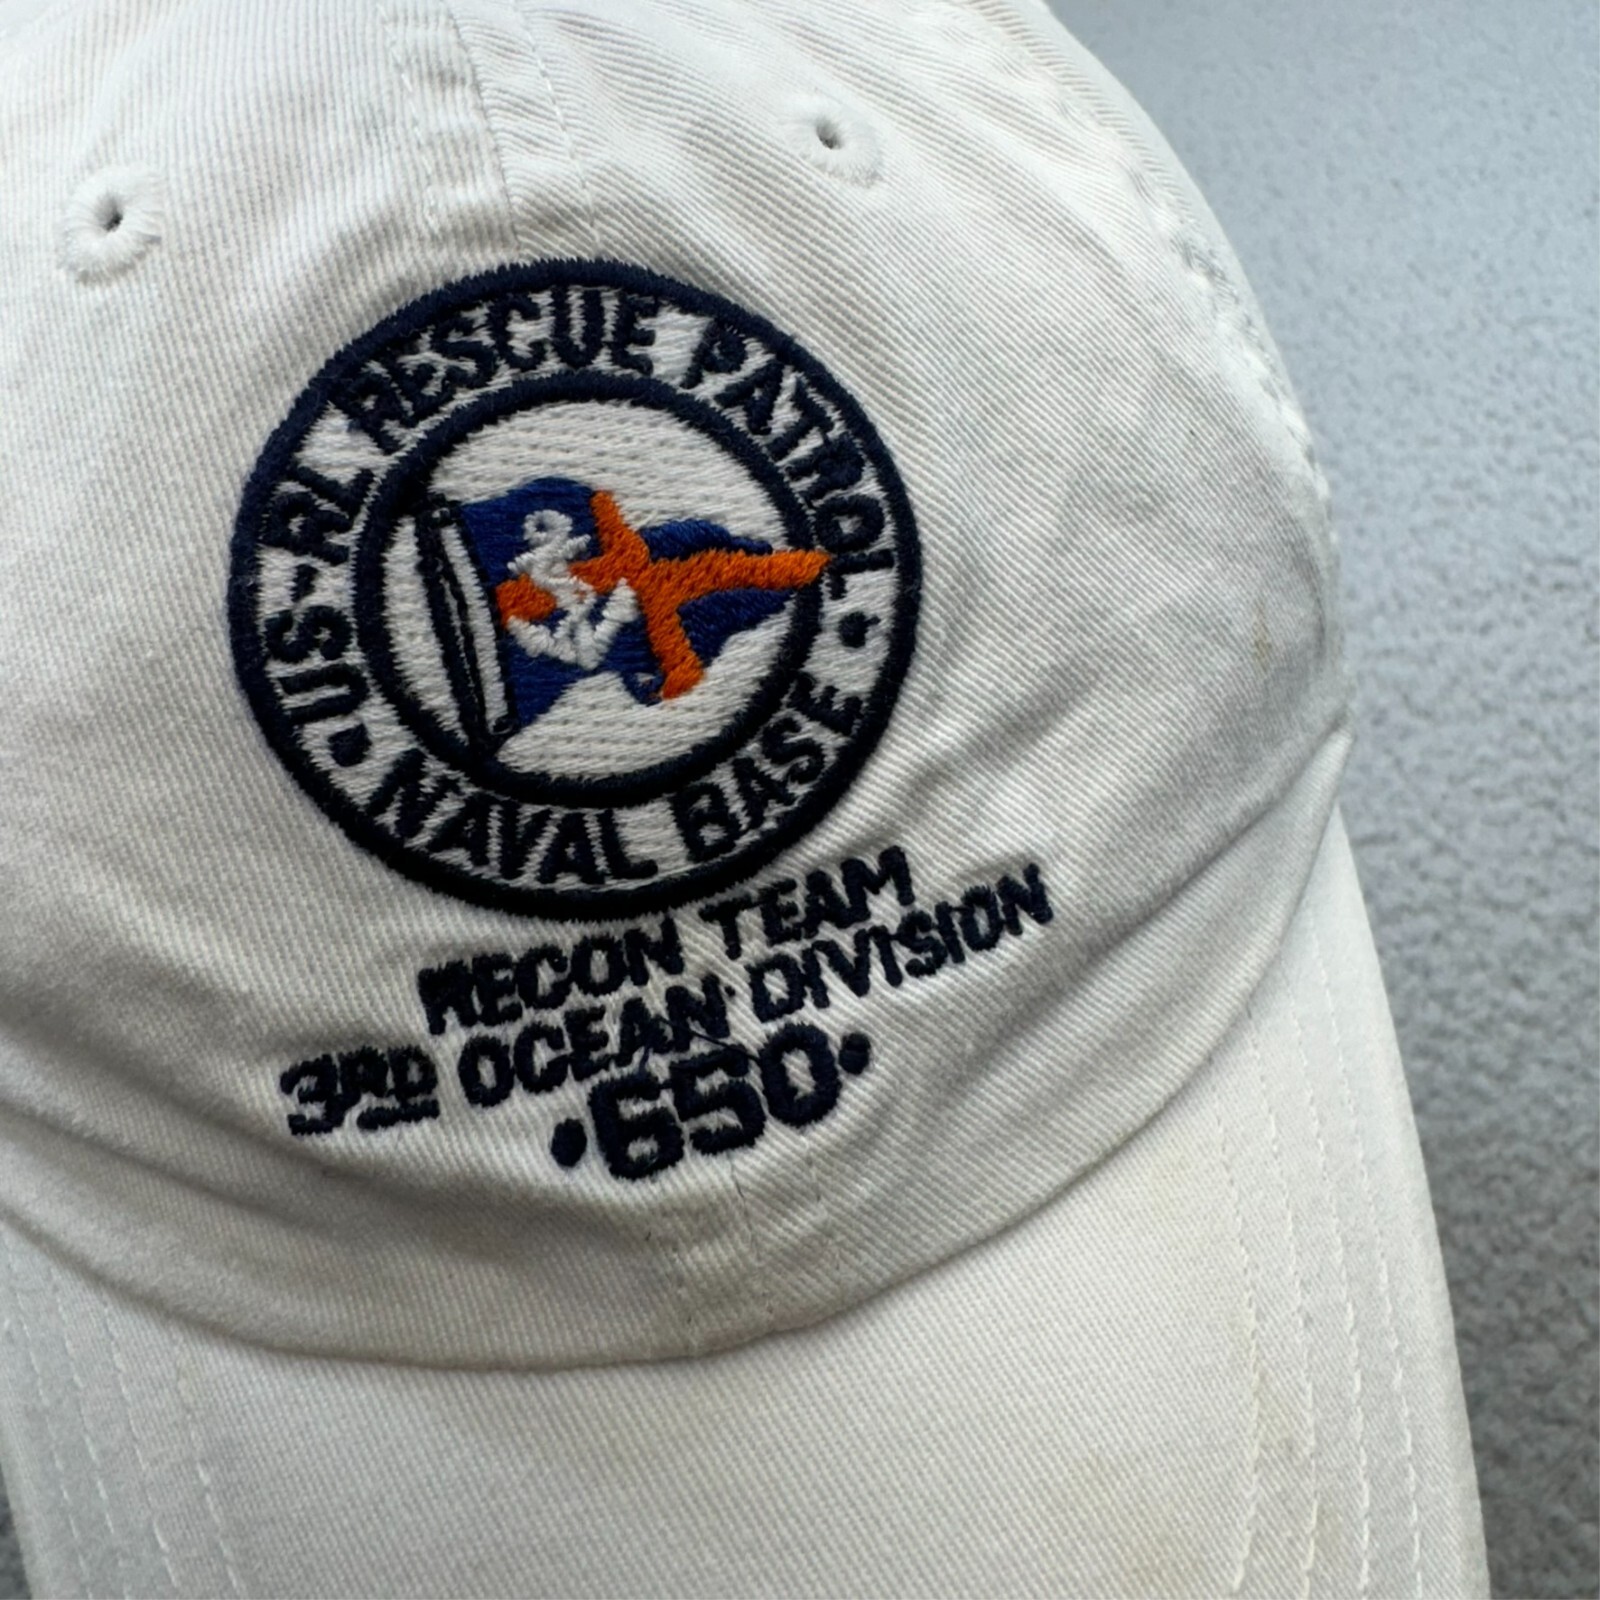 US-RL RESCUE PATROL
• NAVAL BASE •
RECON TEAM
3RD OCEAN DIVISION
•650•